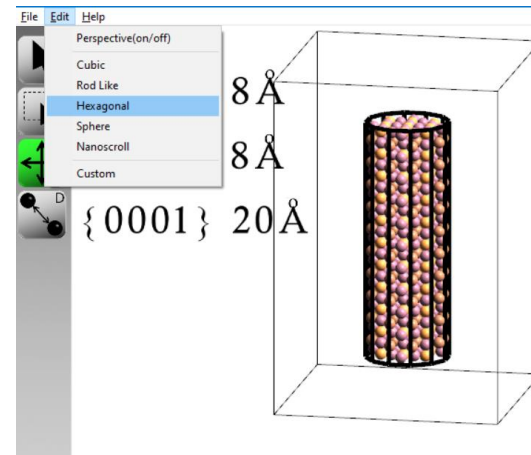 File Edit Help
Perspective(on/off)
Cubic
Rod Like
Hexagonal
Sphere
Nanoscroll
Custom
8Å
8Å
D
{0001} 20Å